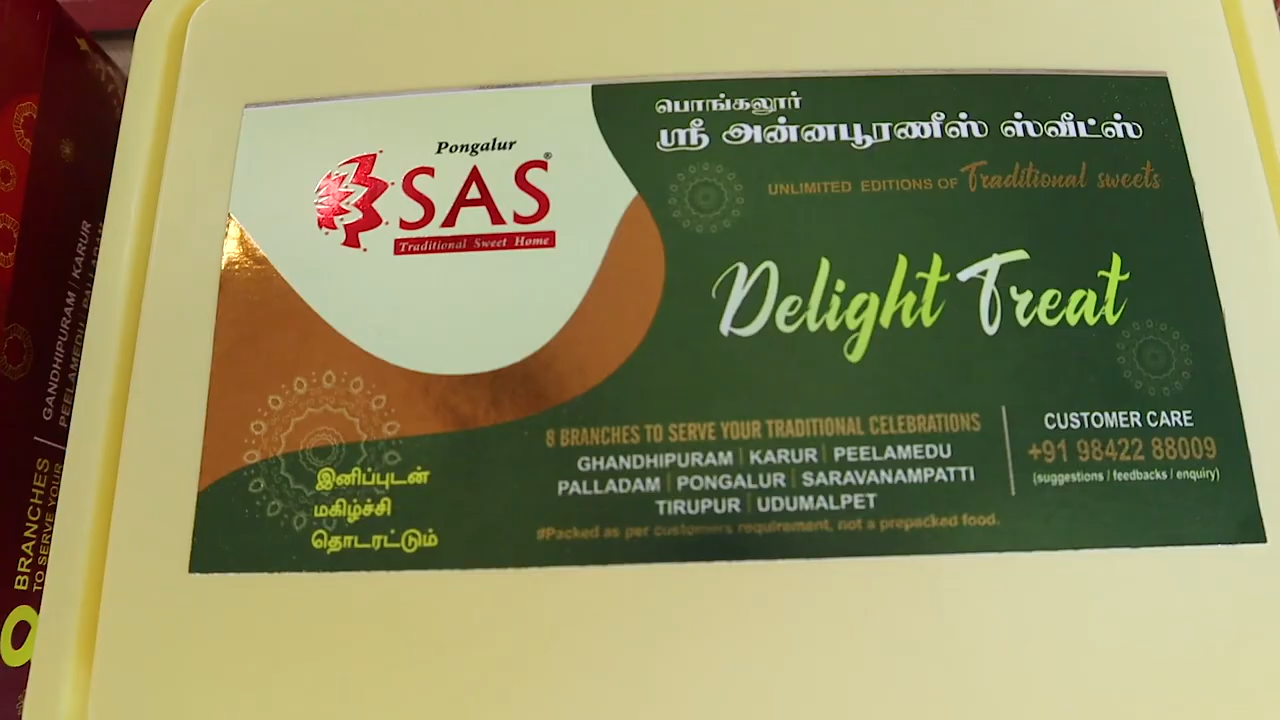 பொங்கலூர்
ஸ்ரீ அன்னபூரணீஸ் ஸ்வீட்ஸ்
UNLIMITED EDITIONS OF Traditional sweets
Pongalur
SAS®
Traditional Sweet Home
Delight Treat
இனிப்புடன்
மகிழ்ச்சி
தொடரட்டும்
8 BRANCHES TO SERVE YOUR TRADITIONAL CELEBRATIONS
GHANDHIPURAM | KARUR | PEELAMEDU
PALLADAM | PONGALUR | SARAVANAMPATTI
TIRUPUR | UDUMALPET
#Packed as per customers requirement, not a prepacked food.
CUSTOMER CARE
+91 98422 88009
(suggestions / feedbacks / enquiry)
BRANCHES
TO SERVE YOUR
GANDHIPURAM / KARUR
PEELAMEDU